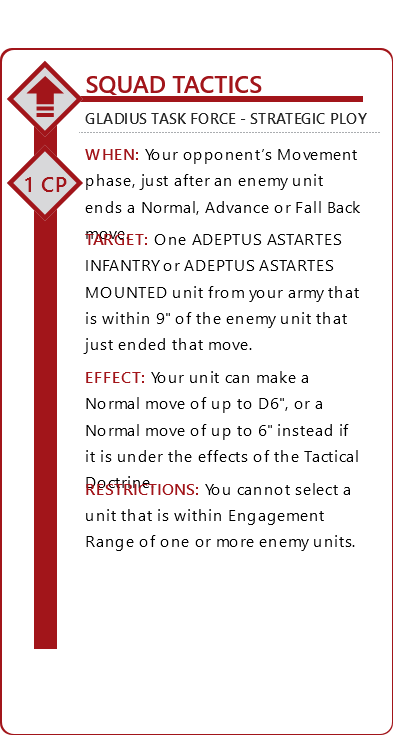 SQUAD TACTICS
GLADIUS TASK FORCE - STRATEGIC PLOY
1 CP
WHEN: Your opponent's Movement
phase, just after an enemy unit
ends a Normal, Advance or Fall Back
move.
TARGET: One ADEPTUS ASTARTES
INFANTRY or ADEPTUS ASTARTES
MOUNTED unit from your army that
is within 9" of the enemy unit that
just ended that move.
EFFECT: Your unit can make a
Normal move of up to D6", or a
Normal move of up to 6" instead if
it is under the effects of the Tactical
Doctrine.
RESTRICTIONS: You cannot select a
unit that is within Engagement
Range of one or more enemy units.